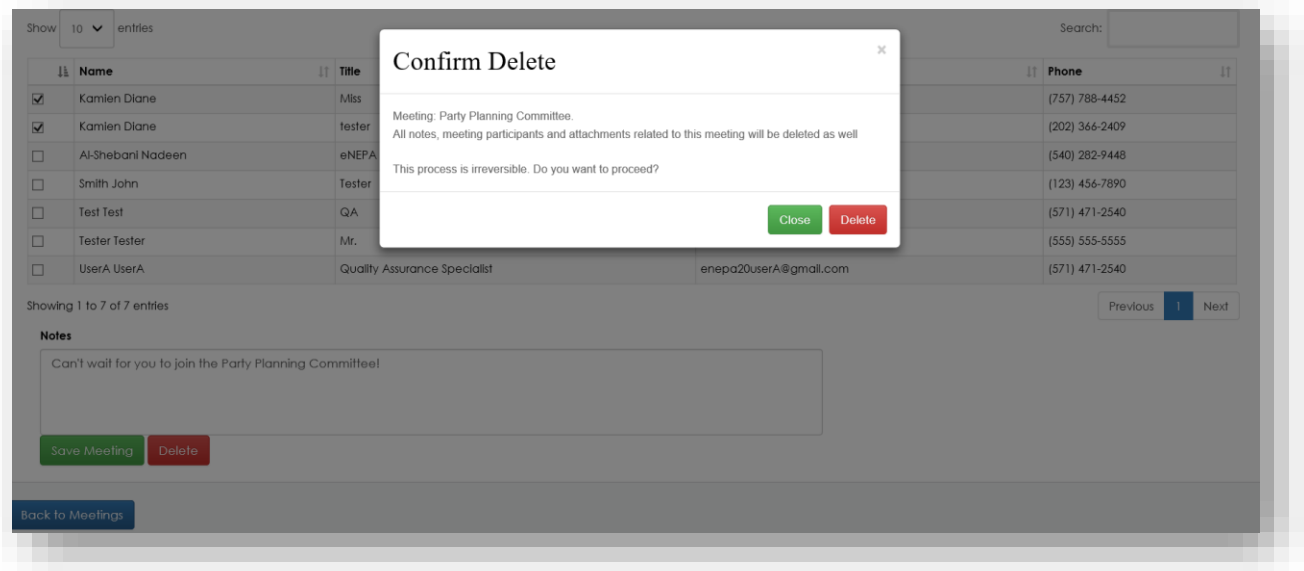 Show 10 entries Search:
Confirm Delete ×
Name Title Phone
Kamien Diane Miss (757) 788-4452
Meeting: Party Planning Committee.
Kamien Diane tester (202) 366-2409
All notes, meeting participants and attachments related to this meeting will be deleted as well
Al-Shebani Nadeen eNEPA (540) 282-9448
This process is irreversible. Do you want to proceed?
Smith John Tester (123) 456-7890
Test Test QA (571) 471-2540
Close Delete
Tester Tester Mr. (555) 555-5555
UserA UserA Quality Assurance Specialist enepa20userA@gmail.com (571) 471-2540
Showing 1 to 7 of 7 entries Previous 1 Next
Notes
Can't wait for you to join the Party Planning Committee!
Save Meeting Delete
Back to Meetings